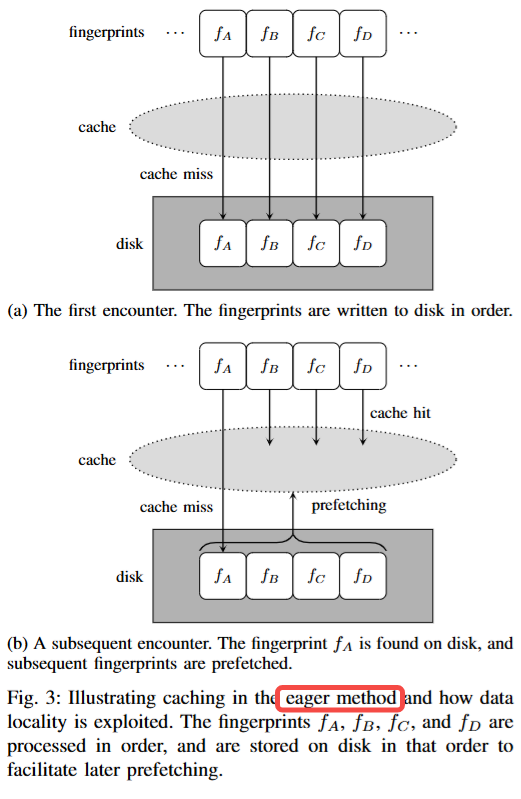 fingerprints ··· f_A f_B f_C f_D ···
cache
cache miss
disk f_A f_B f_C f_D
(a) The first encounter. The fingerprints are written to disk in order.
fingerprints ··· f_A f_B f_C f_D ···
cache hit
cache
cache miss prefetching
disk f_A f_B f_C f_D
(b) A subsequent encounter. The fingerprint f_A is found on disk, and
subsequent fingerprints are prefetched.
Fig. 3: Illustrating caching in the eager method and how data
locality is exploited. The fingerprints f_A, f_B, f_C, and f_D are
processed in order, and are stored on disk in that order to
facilitate later prefetching.